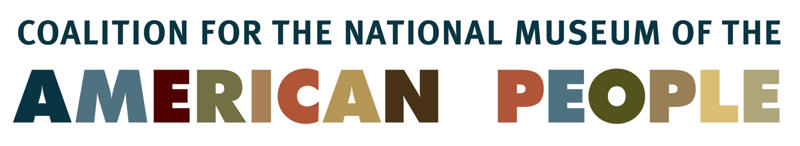 COALITION FOR THE NATIONAL MUSEUM OF THE
AMERICAN PEOPLE